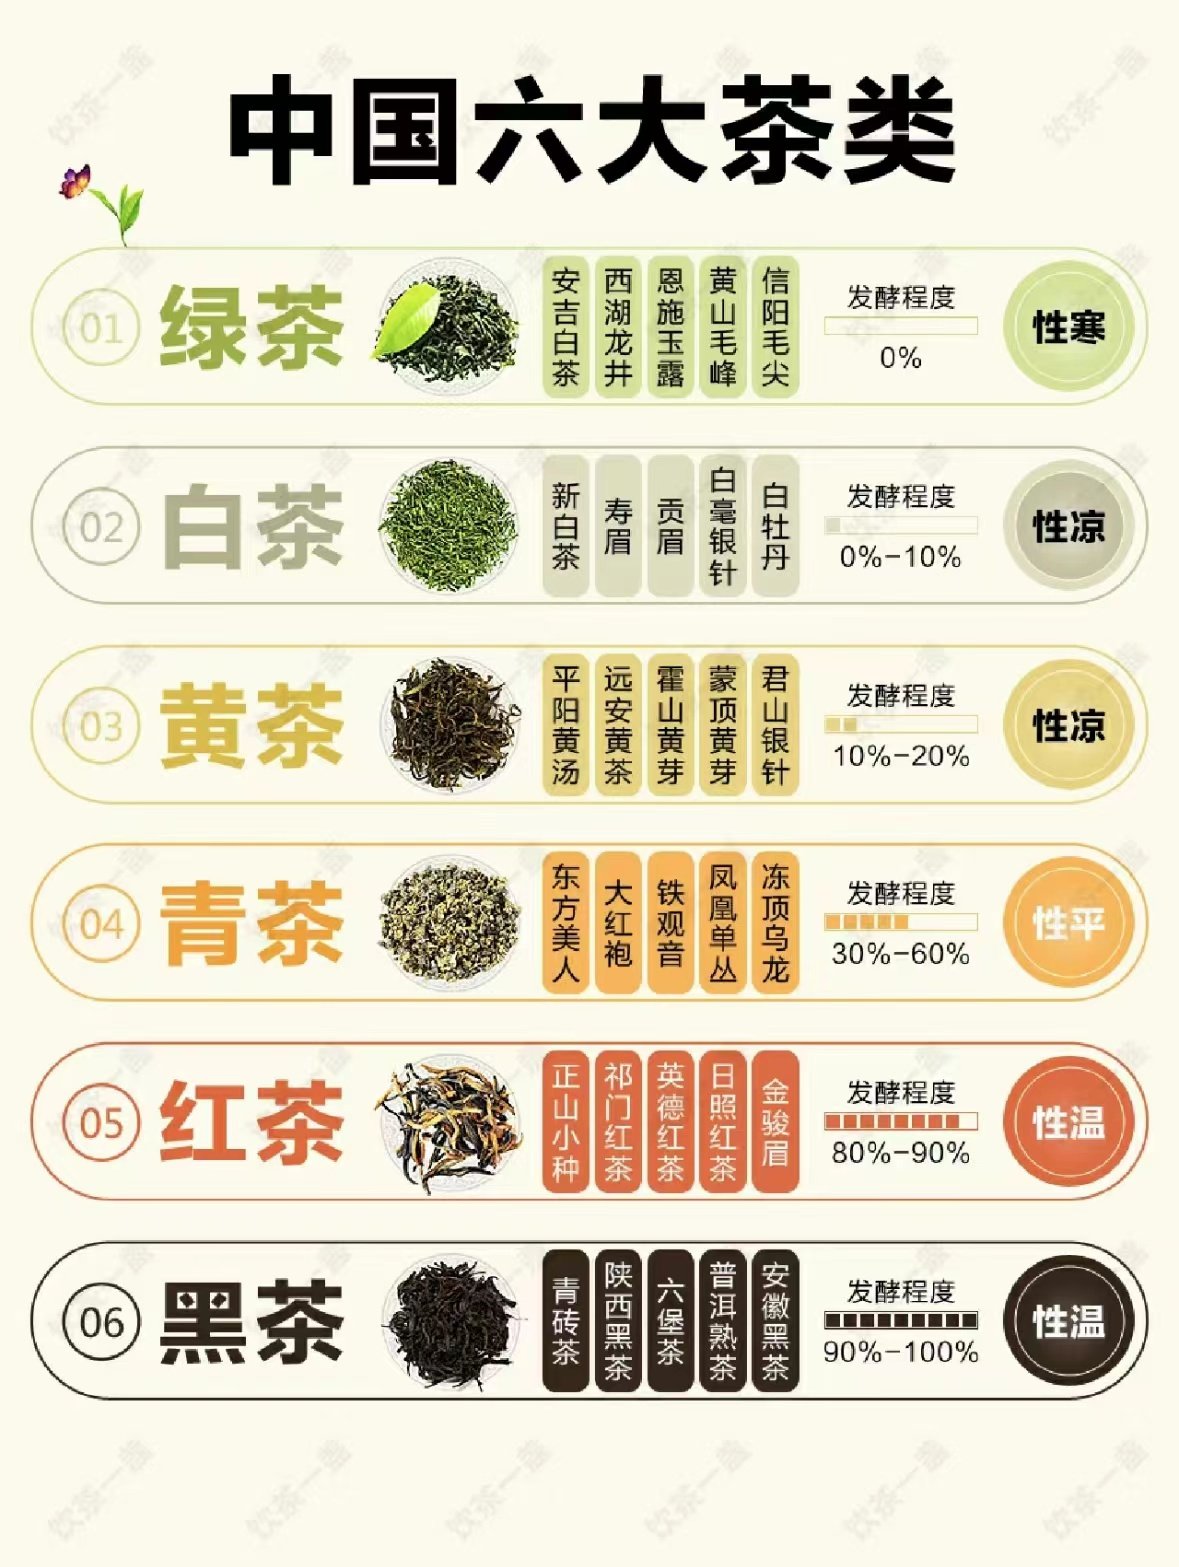 中国六大茶类
01
绿茶
安吉白茶
西湖龙井
恩施玉露
黄山毛峰
信阳毛尖
发酵程度
0%
性寒
02
白茶
新白茶
寿眉
贡眉
白毫银针
白牡丹
发酵程度
0%-10%
性凉
03
黄茶
平阳黄汤
远安黄茶
霍山黄芽
蒙顶黄芽
君山银针
发酵程度
10%-20%
性凉
04
青茶
东方美人
大红袍
铁观音
凤凰单丛
冻顶乌龙
发酵程度
30%-60%
性平
05
红茶
正山小种
祁门红茶
英德红茶
日照红茶
金骏眉
发酵程度
80%-90%
性温
06
黑茶
青砖茶
陕西黑茶
六堡茶
普洱熟茶
安徽黑茶
发酵程度
90%-100%
性温